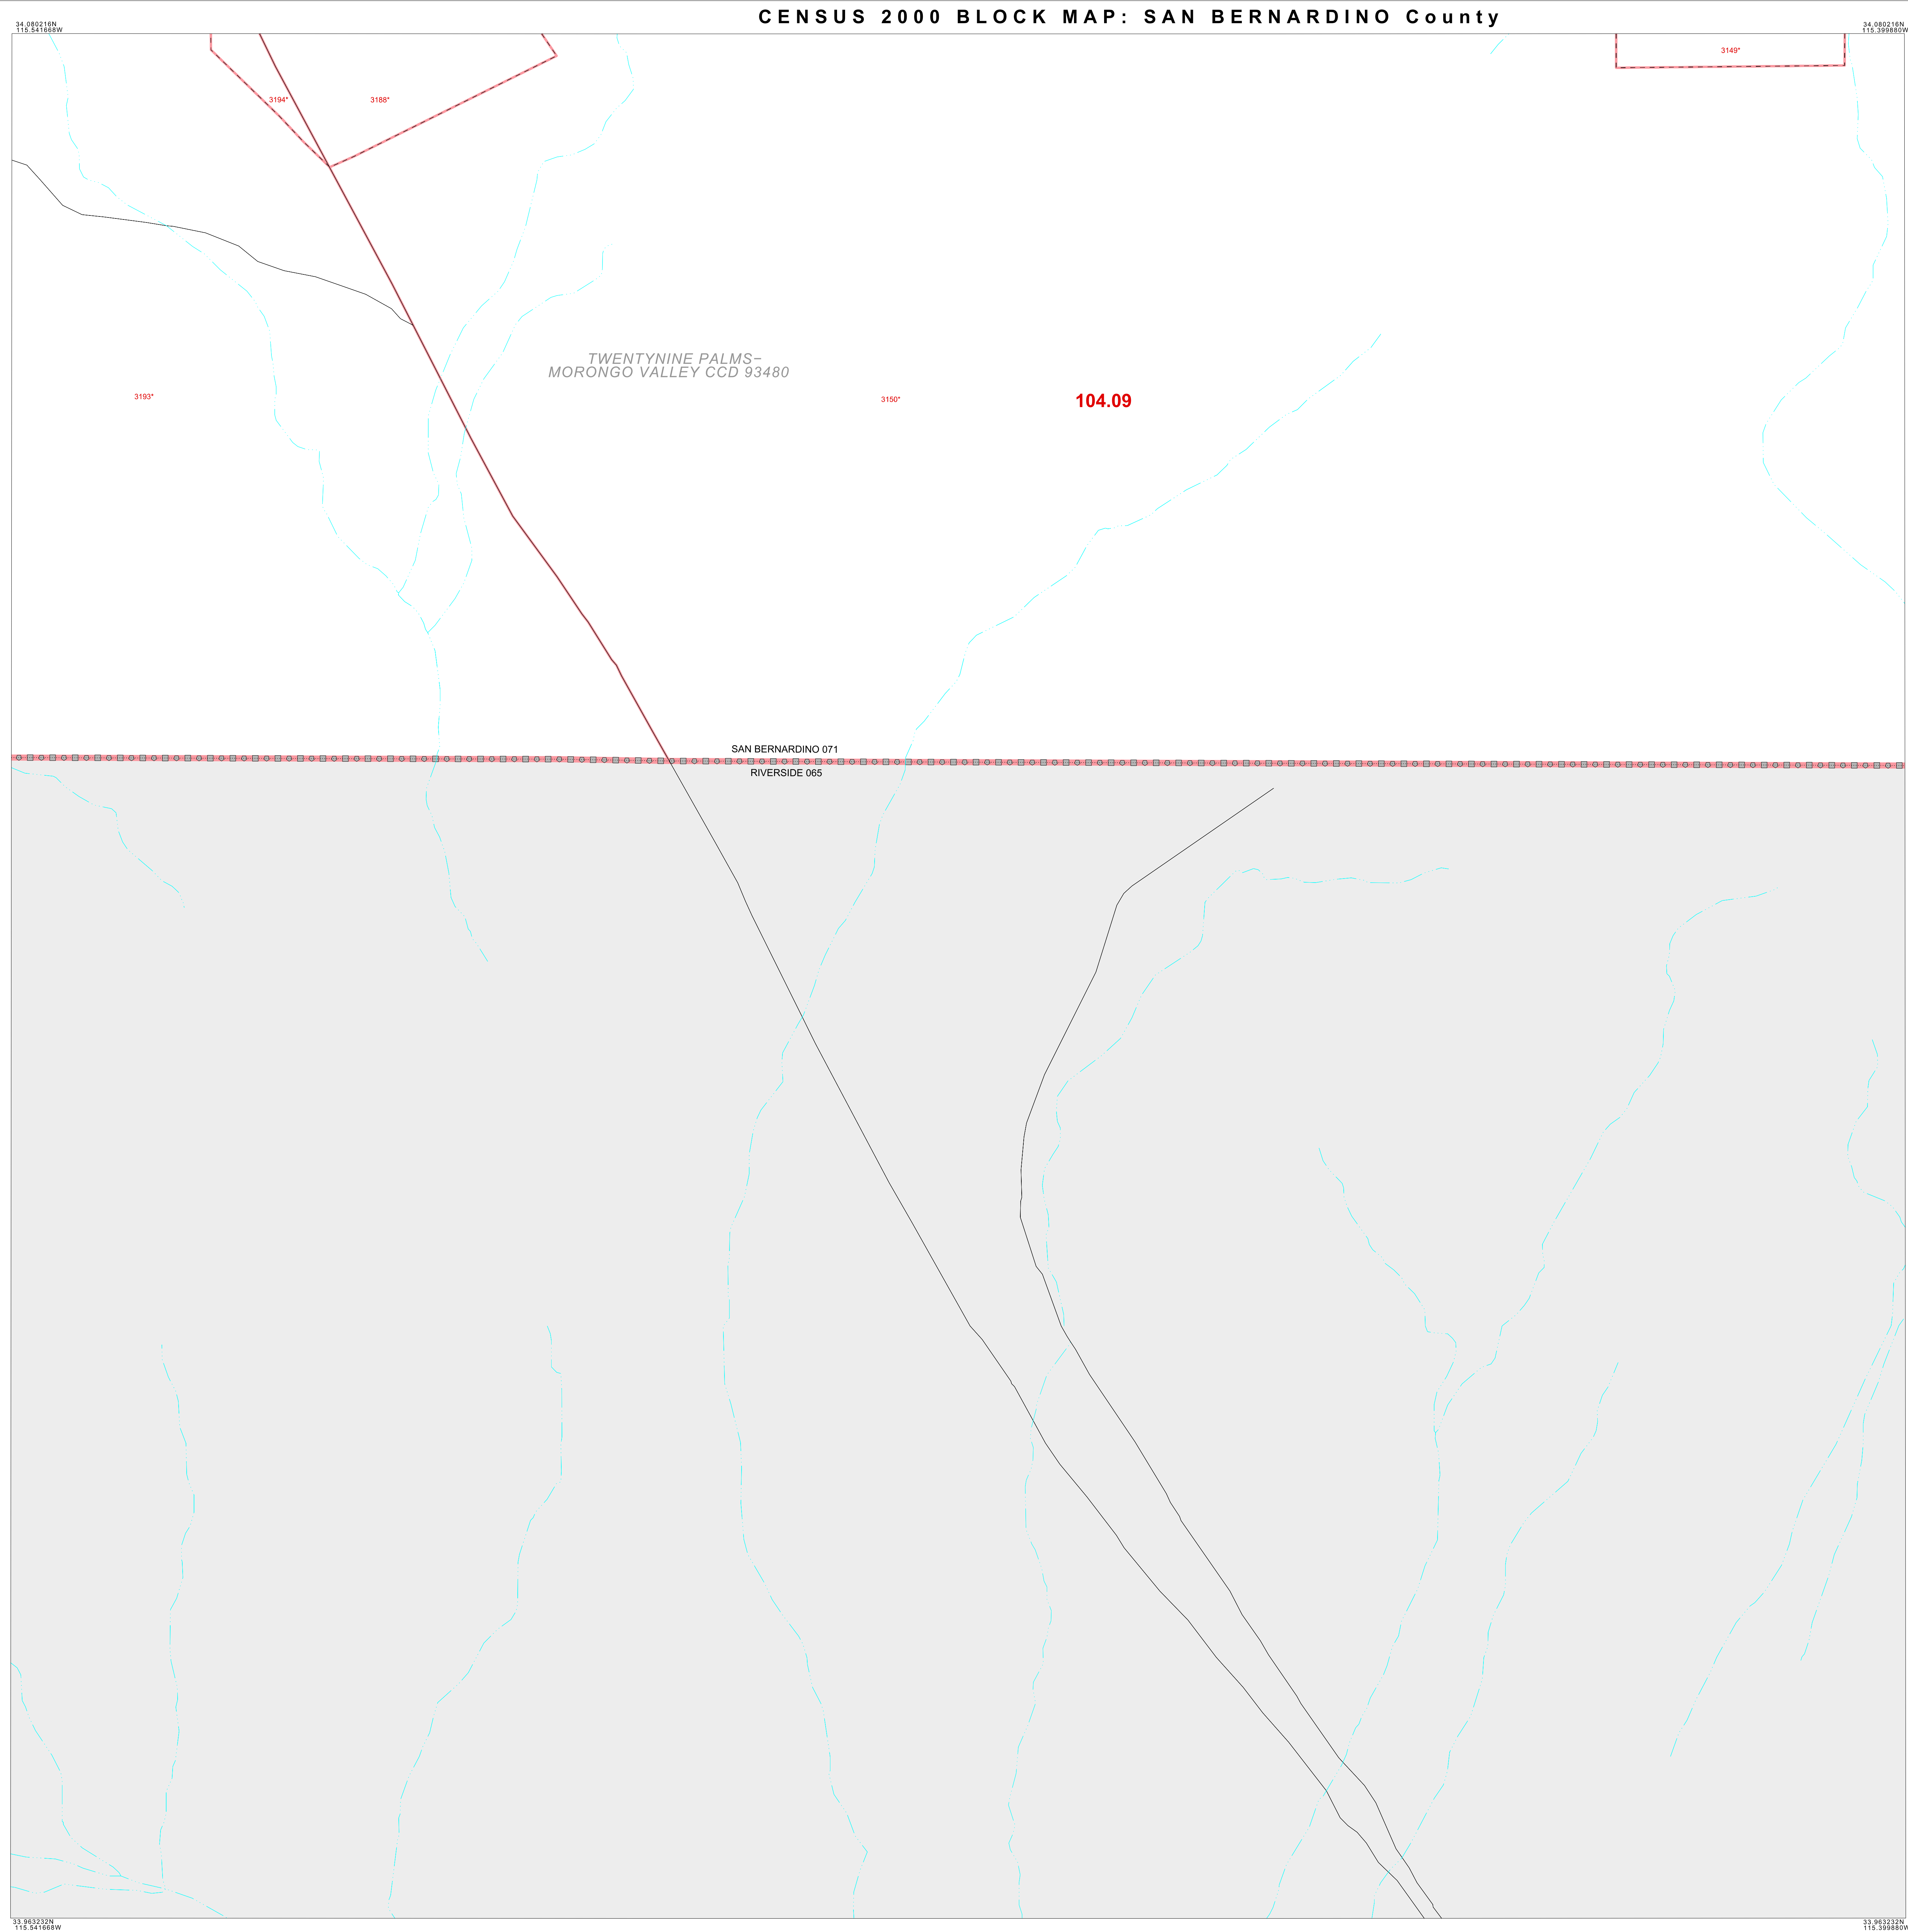 CENSUS 2000 BLOCK MAP: SAN BERNARDINO County
34.080216N
115.541668W
34.080216N
115.399880W
3149*
3194*
3188*
TWENTYNINE PALMS–
MORONGO VALLEY CCD 93480
3193*
3150*
104.09
SAN BERNARDINO 071
RIVERSIDE 065
33.963232N
115.541668W
33.963232N
115.399880W